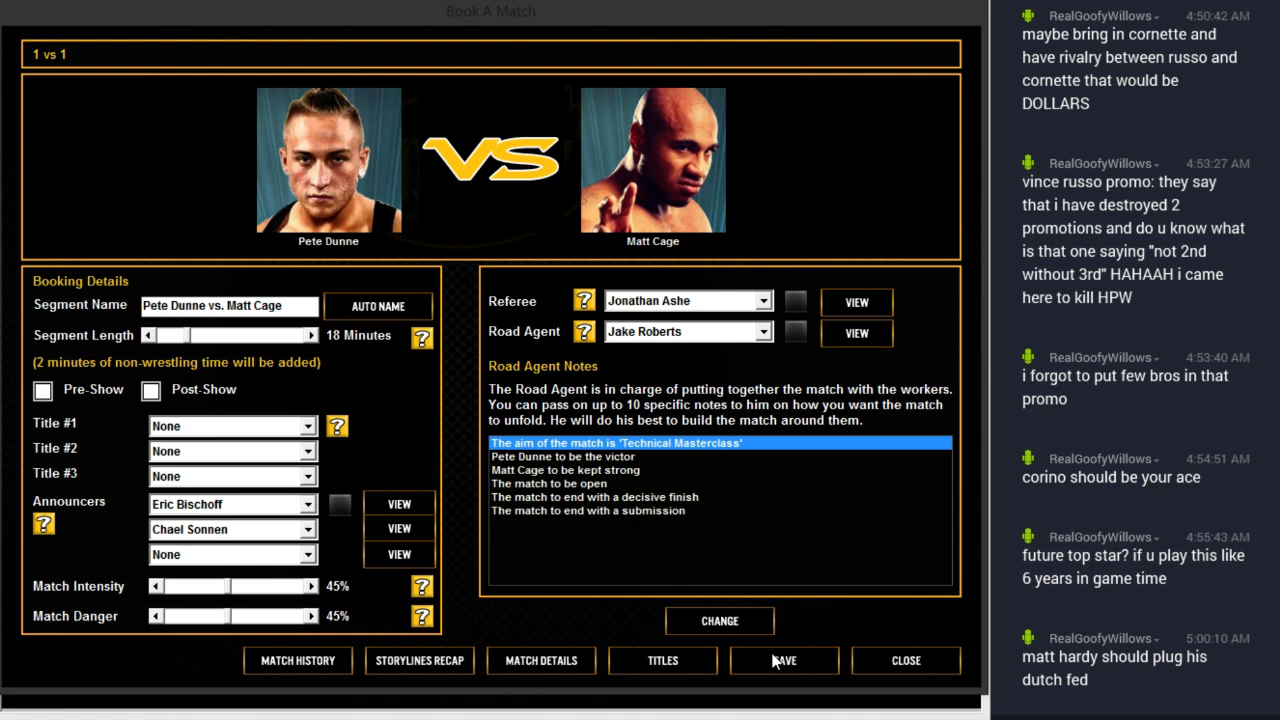 Book A Match
1 vs 1
VS
Pete Dunne
Matt Cage
Booking Details
Segment Name
Pete Dunne vs. Matt Cage
AUTO NAME
Segment Length
18 Minutes
?
(2 minutes of non-wrestling time will be added)
Pre-Show
Post-Show
Title #1
None
?
Title #2
None
Title #3
None
Announcers
?
Eric Bischoff
VIEW
Chael Sonnen
VIEW
None
VIEW
Match Intensity
45%
?
Match Danger
45%
?
Referee
?
Jonathan Ashe
VIEW
Road Agent
?
Jake Roberts
VIEW
Road Agent Notes
The Road Agent is in charge of putting together the match with the workers.
You can pass on up to 10 specific notes to him on how you want the match
to unfold. He will do his best to build the match around them.
The aim of the match is 'Technical Masterclass'
Pete Dunne to be the victor
Matt Cage to be kept strong
The match to be open
The match to end with a decisive finish
The match to end with a submission
CHANGE
MATCH HISTORY
STORYLINES RECAP
MATCH DETAILS
TITLES
AVE
CLOSE
RealGoofyWillows 4:50:42 AM
maybe bring in cornette and
have rivalry between russo and
cornette that would be
DOLLARS
RealGoofyWillows 4:53:27 AM
vince russo promo: they say
that i have destroyed 2
promotions and do u know what
is that one saying "not 2nd
without 3rd" HAHAAH i came
here to kill HPW
RealGoofyWillows 4:53:40 AM
i forgot to put few bros in that
promo
RealGoofyWillows 4:54:51 AM
corino should be your ace
RealGoofyWillows 4:55:43 AM
future top star? if u play this like
6 years in game time
RealGoofyWillows 5:00:10 AM
matt hardy should plug his
dutch fed